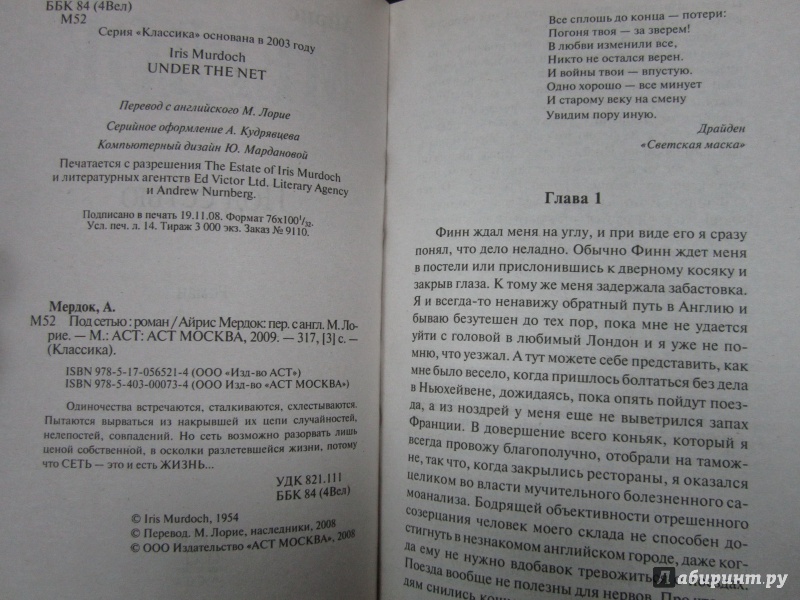 ББК 84 (4Вел)
М52
Серия «Классика» основана в 2003 году
Iris Murdoch
UNDER THE NET
Перевод с английского М. Лорие
Серийное оформление А. Кудрявцева
Компьютерный дизайн Ю. Мардановой
Печатается с разрешения The Estate of Iris Murdoch
и литературных агентств Ed Victor Ltd. Literary Agency
и Andrew Nurnberg.
Подписано в печать 19.11.08. Формат 76x100 1/32.
Усл. печ. л. 14. Тираж 3 000 экз. Заказ № 9110.
Мердок, А.
М52 Под сетью : роман / Айрис Мердок: пер. с англ. М. Ло-
рие. — М.: АСТ: АСТ МОСКВА, 2009. — 317, [3] с. —
(Классика).
ISBN 978-5-17-056521-4 (ООО «Изд-во АСТ»)
ISBN 978-5-403-00073-4 (ООО Изд-во «АСТ МОСКВА»)
Одиночества встречаются, сталкиваются, схлестываются.
Пытаются вырваться из накрывшей их цепи случайностей,
нелепостей, совпадений. Но сеть возможно разорвать лишь
ценой собственной, в осколки разлетевшейся жизни, потому
что СЕТЬ — это и есть ЖИЗНЬ...
УДК 821.111
ББК 84 (4Вел)
© Iris Murdoch, 1954
© Перевод. М. Лорие, наследники, 2008
© ООО Издательство «АСТ МОСКВА», 2008
Все сплошь до конца — потери:
Погоня твоя — за зверем!
В любви изменили все,
Никто не остался верен.
И войны твои — впустую.
Одно хорошо — все минует
И старому веку на смену
Увидим пору иную.
Драйден
«Светская маска»
Глава 1
Финн ждал меня на углу, и при виде его я сразу
понял, что дело неладно. Обычно Финн ждет меня
в постели или прислонившись к дверному косяку и
закрыв глаза. К тому же меня задержала забастовка.
Я и всегда-то ненавижу обратный путь в Англию и
бываю безутешен до тех пор, пока мне не удается
уйти с головой в любимый Лондон и я уже не по-
мню, что уезжал. А тут можете себе представить, как
мне было весело, когда пришлось болтаться без дела
в Ньюхейвене, дожидаясь, пока опять пойдут поез-
да, а из ноздрей у меня еще не выветрился запах
Франции. В довершение всего коньяк, который я
всегда провожу благополучно, отобрали на тамож-
не, так что, когда закрылись рестораны, я оказался
целиком во власти мучительного болезненного са-
моанализа. Бодрящей объективности отрешенного
созерцания человек моего склада не способен до-
стигнуть в незнакомом английском городе, даже ког-
да ему не нужно вдобавок тревожиться о поездах.
Поезда вообще не полезны для нервов. Про что
дям снились
Лабиринт.ру